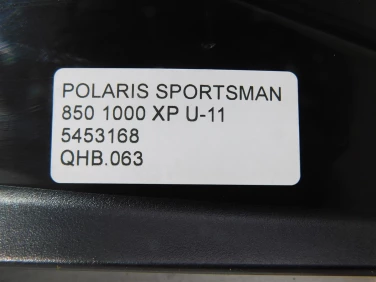 POLARIS SPORTSMAN
850 1000 XP U-11
5453168
QHB.063